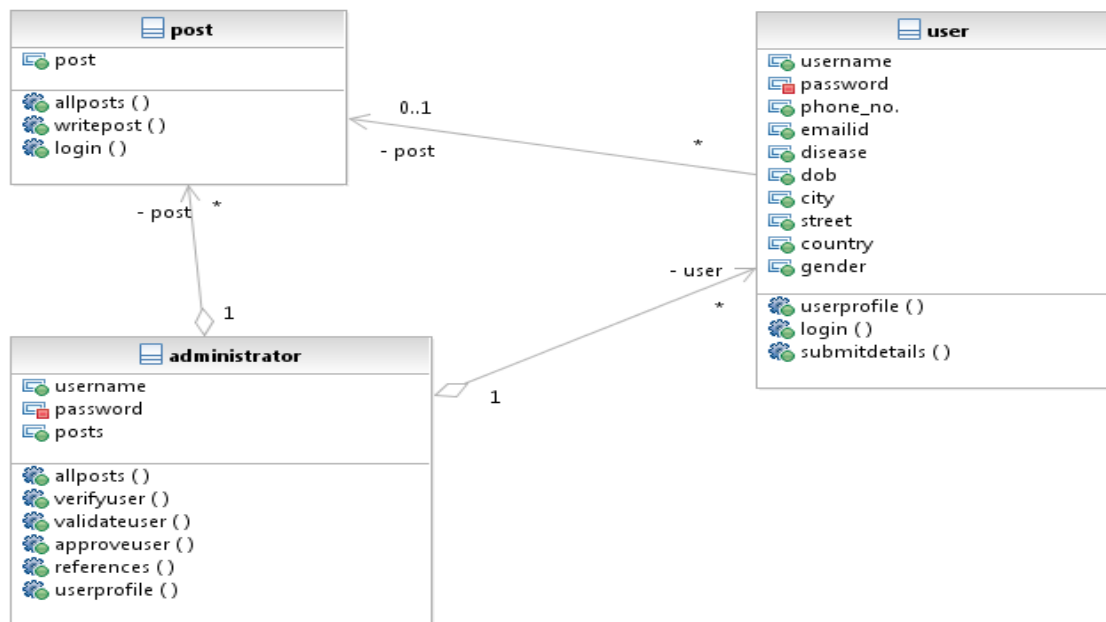 post
post
allposts ( )
writepost ( )
login ( )
user
username
password
phone_no.
emailid
disease
dob
city
street
country
gender
userprofile ( )
login ( )
submitdetails ( )
0..1
- post
*
- post *
1
- user
*
1
administrator
username
password
posts
allposts ( )
verifyuser ( )
validateuser ( )
approveuser ( )
references ( )
userprofile ( )